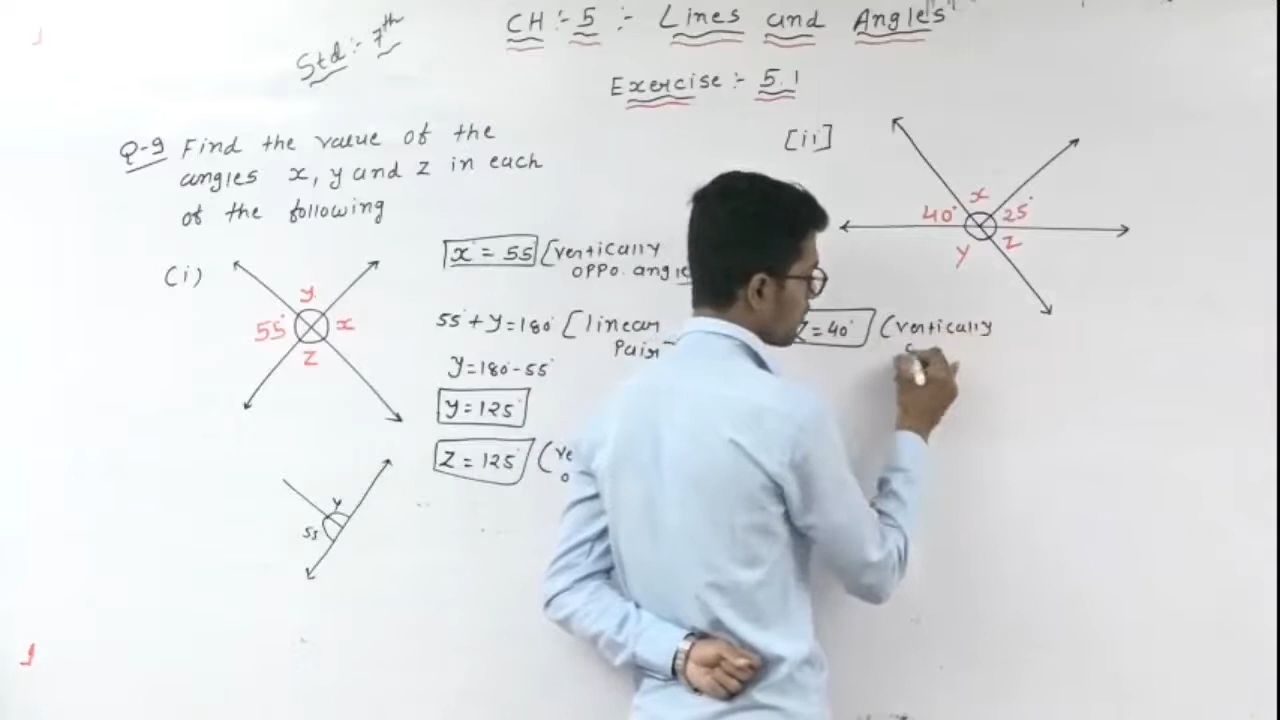 Std:- 7th
CH:- 5 :- Lines and Angles
Exercise:- 5.1
Q-9 Find the value of the
angles x, y and z in each
of the following
(i)
y
55° x
z
x = 55 [vertically
oppo. angle
55°+y=180° [linear
Pair
y=180°-55°
y=125°
z = 125°
y
55
[ii]
x
40° 25°
y z
=40° (vertically